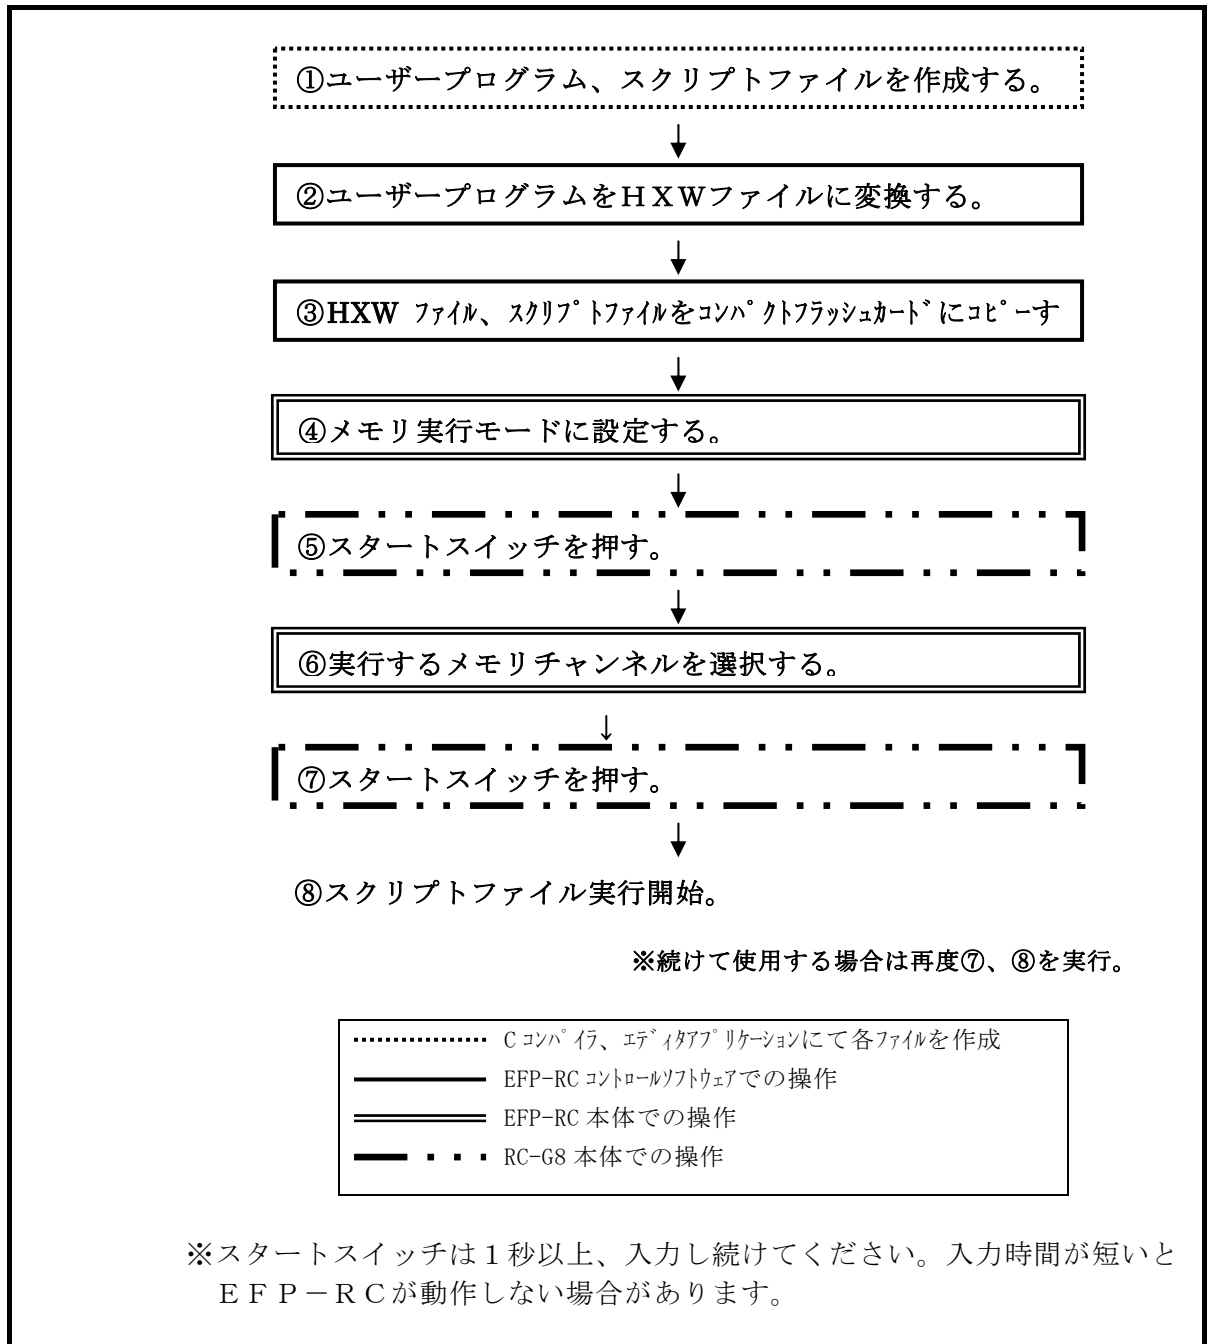 ①ユーザープログラム、スクリプトファイルを作成する。
↓
②ユーザープログラムをＨＸＷファイルに変換する。
↓
③HXW ﾌｧｲﾙ、ｽｸﾘﾌﾟﾄﾌｧｲﾙをｺﾝﾊﾟｸﾄﾌﾗｯｼｭｶｰﾄﾞにｺﾋﾟｰす
↓
④メモリ実行モードに設定する。
↓
⑤スタートスイッチを押す。
↓
⑥実行するメモリチャンネルを選択する。
↓
⑦スタートスイッチを押す。
↓
⑧スクリプトファイル実行開始。
※続けて使用する場合は再度⑦、⑧を実行。
C ｺﾝﾊﾟｲﾗ、ｴﾃﾞｨﾀｱﾌﾟﾘｹｰｼｮﾝにて各ﾌｧｲﾙを作成
EFP-RC ｺﾝﾄﾛｰﾙｿﾌﾄｳｪｱでの操作
EFP-RC 本体での操作
RC-G8 本体での操作
※スタートスイッチは１秒以上、入力し続けてください。入力時間が短いと
ＥＦＰ－ＲＣが動作しない場合があります。